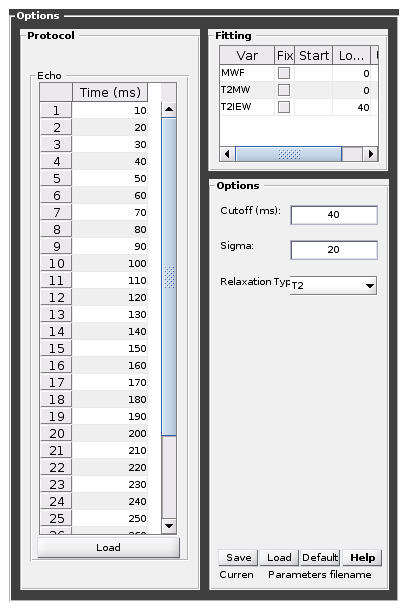 Options
Protocol
Echo
Time (ms)
1 10
2 20
3 30
4 40
5 50
6 60
7 70
8 80
9 90
10 100
11 110
12 120
13 130
14 140
15 150
16 160
17 170
18 180
19 190
20 200
21 210
22 220
23 230
24 240
25 250
26 260
Load
Fitting
Var Fix Start Lo...
MWF 0
T2MW 0
T2IEW 40
Options
Cutoff (ms): 40
Sigma: 20
Relaxation Typ T2
Save Load Default Help
Curren Parameters filename